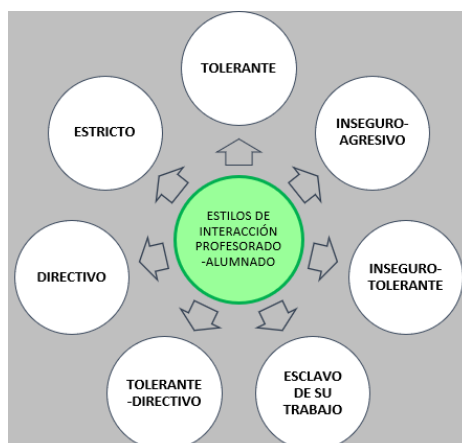 TOLERANTE
INSEGURO-
AGRESIVO
INSEGURO-
TOLERANTE
ESCLAVO
DE SU
TRABAJO
TOLERANTE
-DIRECTIVO
DIRECTIVO
ESTRICTO
ESTILOS DE
INTERACCIÓN
PROFESORADO
-ALUMNADO